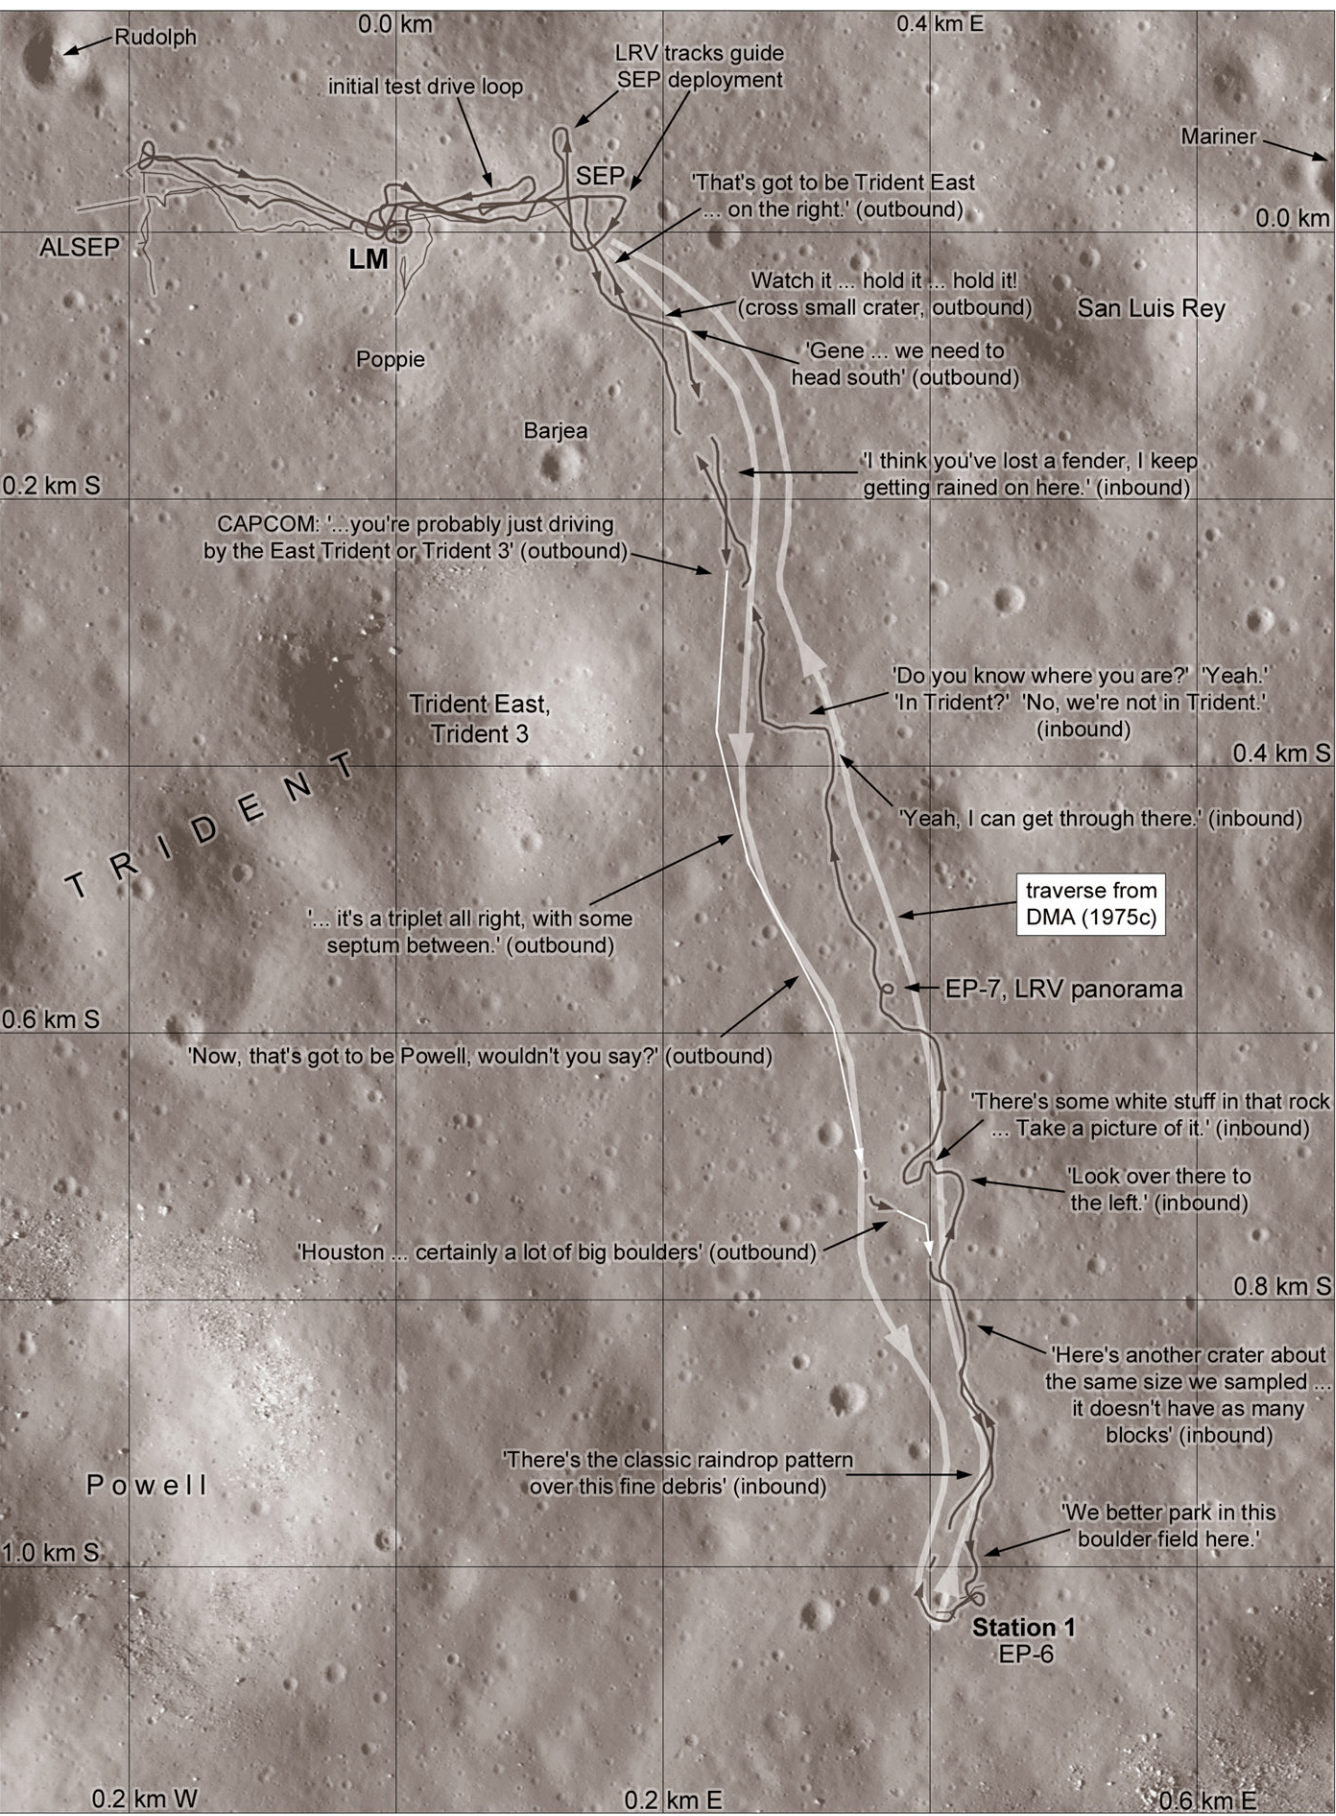 0.0 km
0.4 km E
Rudolph
LRV tracks guide
SEP deployment
initial test drive loop
Mariner
SEP
'That's got to be Trident East
... on the right.' (outbound)
0.0 km
ALSEP
LM
Watch it ... hold it ... hold it!
(cross small crater, outbound)
San Luis Rey
Poppie
'Gene ... we need to
head south' (outbound)
Barjea
'I think you've lost a fender, I keep
getting rained on here.' (inbound)
0.2 km S
CAPCOM: '...you're probably just driving
by the East Trident or Trident 3' (outbound)
'Do you know where you are?' 'Yeah.'
'In Trident?' 'No, we're not in Trident.'
(inbound)
Trident East,
Trident 3
0.4 km S
TRIDENT
'Yeah, I can get through there.' (inbound)
traverse from
DMA (1975c)
'... it's a triplet all right, with some
septum between.' (outbound)
EP-7, LRV panorama
0.6 km S
'Now, that's got to be Powell, wouldn't you say?' (outbound)
'There's some white stuff in that rock
... Take a picture of it.' (inbound)
'Look over there to
the left.' (inbound)
'Houston ... certainly a lot of big boulders' (outbound)
0.8 km S
'Here's another crater about
the same size we sampled ...
it doesn't have as many
blocks' (inbound)
'There's the classic raindrop pattern
over this fine debris' (inbound)
Powell
'We better park in this
boulder field here.'
1.0 km S
Station 1
EP-6
0.2 km W
0.2 km E
0.6 km E